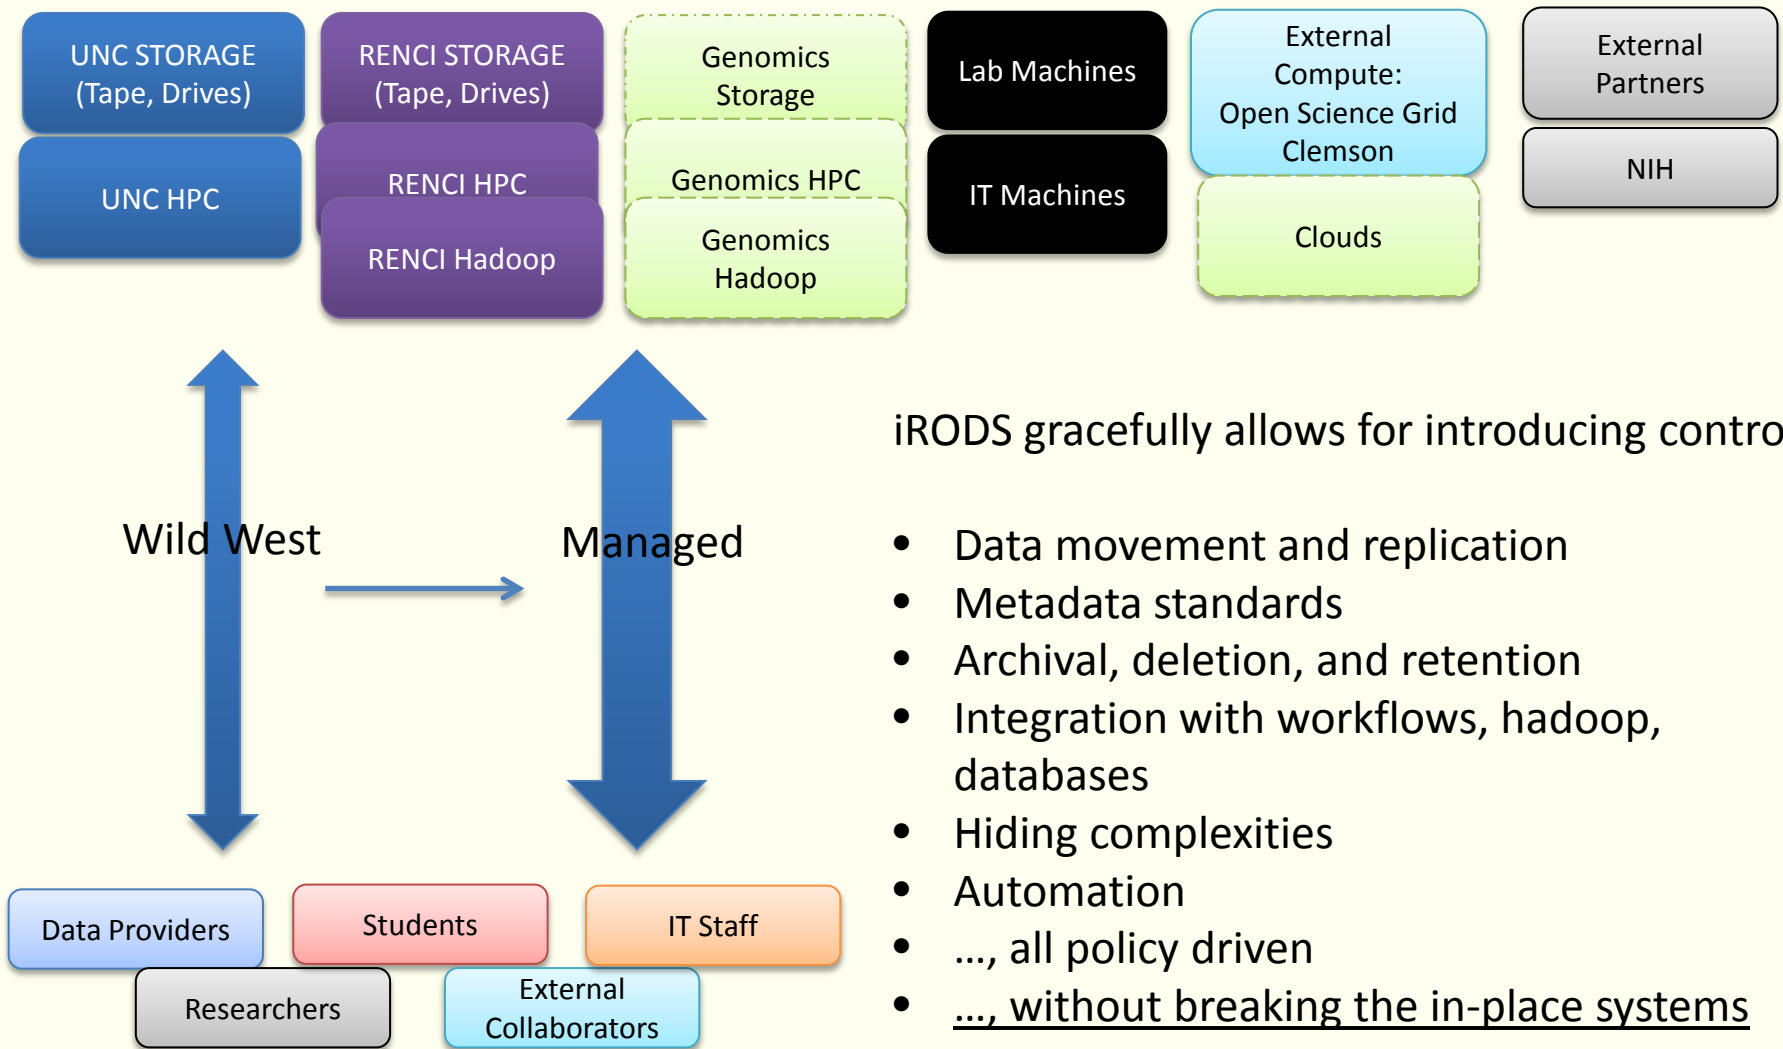 UNC STORAGE
(Tape, Drives)
UNC HPC
RENCI STORAGE
(Tape, Drives)
RENCI HPC
RENCI Hadoop
Genomics
Storage
Genomics HPC
Genomics
Hadoop
Lab Machines
IT Machines
External
Compute:
Open Science Grid
Clemson
Clouds
External
Partners
NIH
Wild West
Managed
iRODS gracefully allows for introducing contro
• Data movement and replication
• Metadata standards
• Archival, deletion, and retention
• Integration with workflows, hadoop,
databases
• Hiding complexities
• Automation
• …, all policy driven
• …, without breaking the in-place systems
Data Providers
Students
IT Staff
Researchers
External
Collaborators